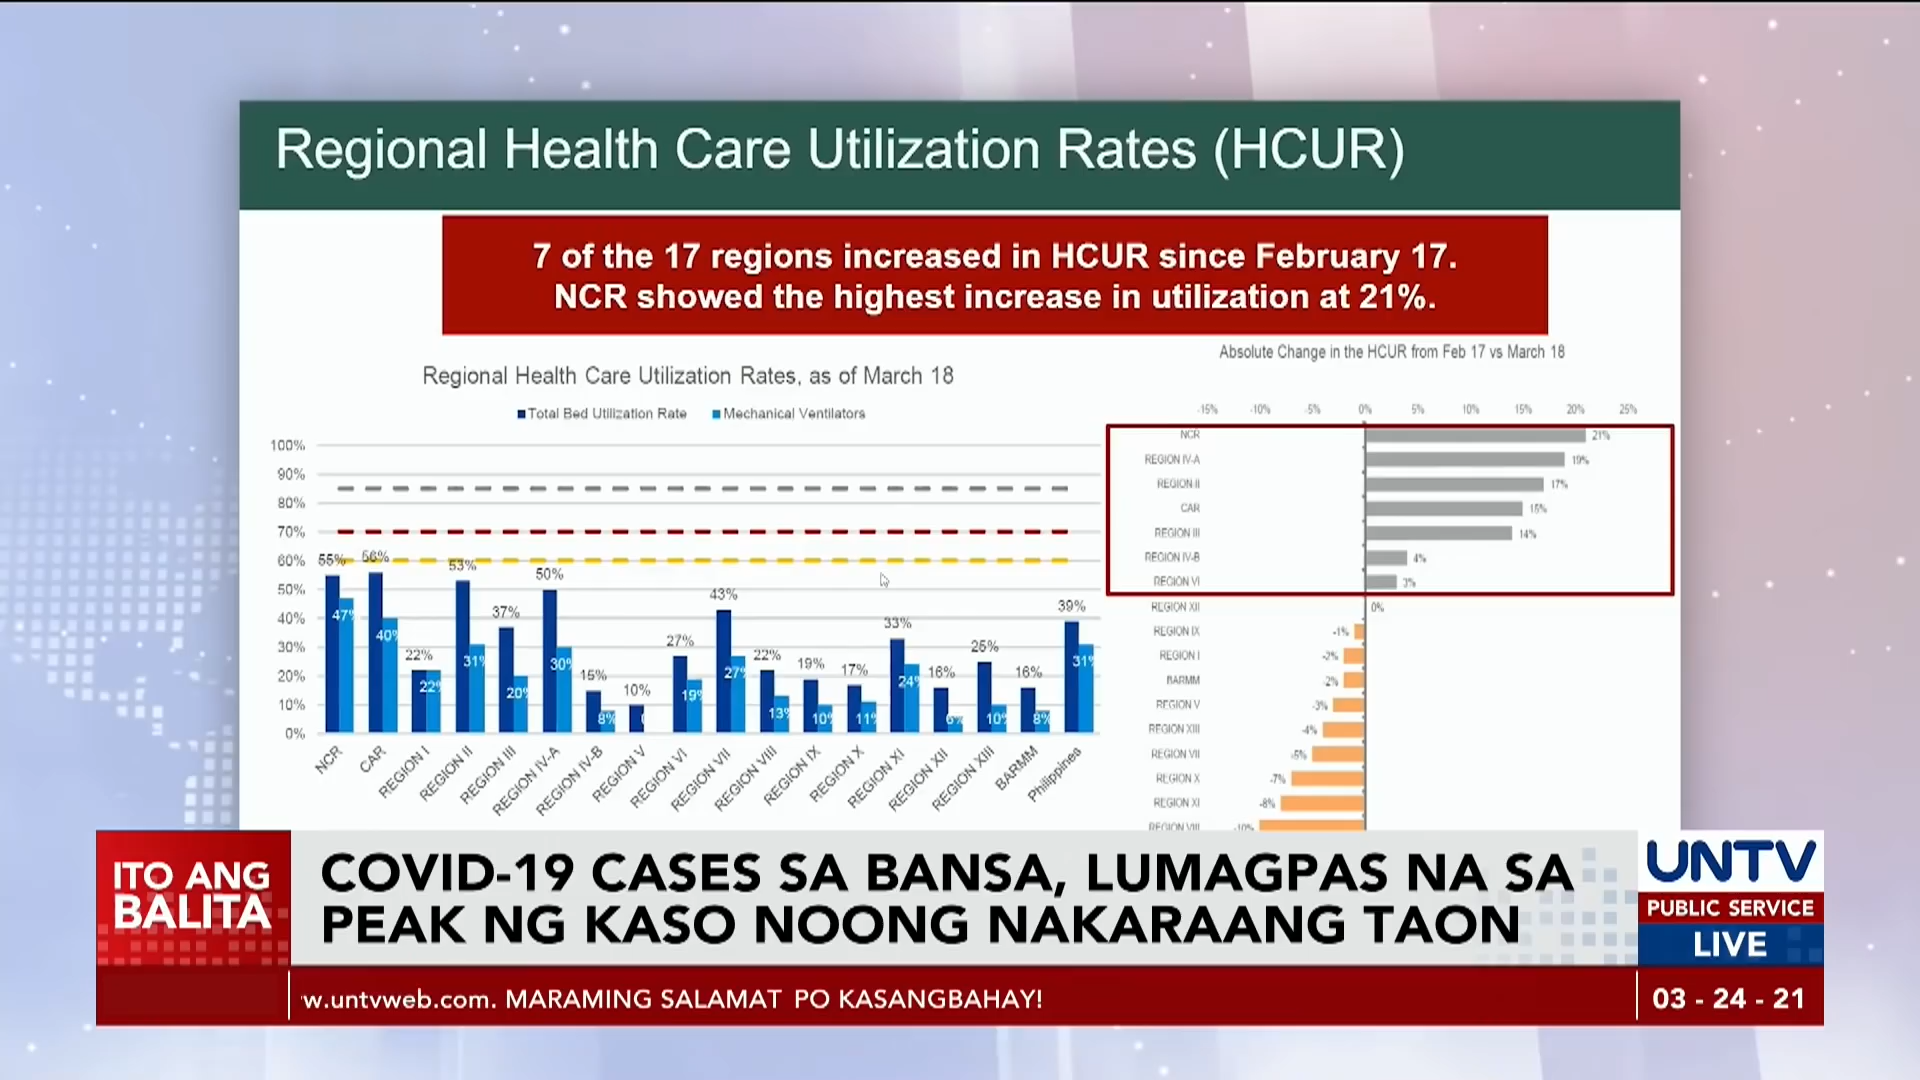 Regional Health Care Utilization Rates (HCUR)
7 of the 17 regions increased in HCUR since February 17.
NCR showed the highest increase in utilization at 21%.
Regional Health Care Utilization Rates, as of March 18
Total Bed Utilization Rate
Mechanical Ventilators
100%
90%
80%
70%
60%
50%
40%
30%
20%
10%
0%
55%
47%
56%
40%
22%
22%
53%
31%
37%
20%
50%
30%
15%
8%
10%
27%
19%
43%
27%
22%
13%
19%
10%
17%
11%
33%
24%
16%
6%
25%
10%
16%
8%
39%
31%
NCR
CAR
REGION I
REGION II
REGION III
REGION IV-A
REGION IV-B
REGION V
REGION VI
REGION VII
REGION VIII
REGION IX
REGION X
REGION XI
REGION XII
REGION XIII
BARMM
Philippines
Absolute Change in the HCUR from Feb 17 vs March 18
-15% -10% -5% 0% 5% 10% 15% 20% 25%
NCR 21%
REGION IV-A 19%
REGION II 17%
CAR 15%
REGION III 14%
REGION IV-B 4%
REGION VI 3%
REGION XII 0%
REGION IX -1%
REGION I -2%
BARMM -2%
REGION V -3%
REGION XIII -4%
REGION VII -5%
REGION X -7%
REGION XI -8%
REGION VIII -10%
ITO ANG
BALITA
COVID-19 CASES SA BANSA, LUMAGPAS NA SA
PEAK NG KASO NOONG NAKARAANG TAON
UNTV
PUBLIC SERVICE
LIVE
w.untvweb.com. MARAMING SALAMAT PO KASANGBAHAY!
03 - 24 - 21